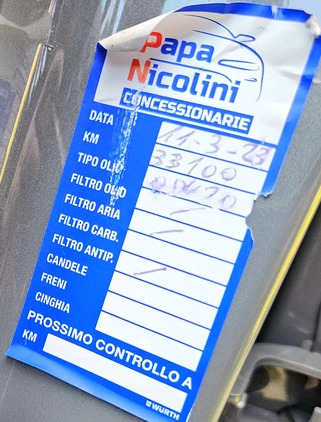 Papa
Nicolini
CONCESSIONARIE
DATA 11-3-23
KM 33100
TIPO OLIO
FILTRO OLIO
FILTRO ARIA
FILTRO CARB.
FILTRO ANTIP.
CANDELE
FRENI
CINGHIA
PROSSIMO CONTROLLO A
KM
WÜRTH